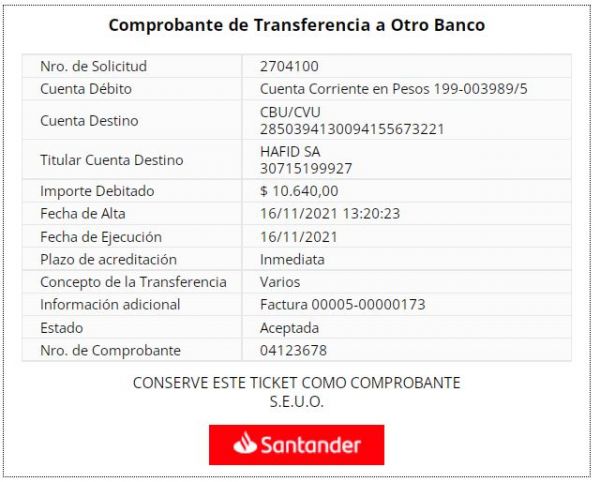 Comprobante de Transferencia a Otro Banco
Nro. de Solicitud 2704100
Cuenta Débito Cuenta Corriente en Pesos 199-003989/5
Cuenta Destino CBU/CVU
2850394130094155673221
Titular Cuenta Destino HAFID SA
30715199927
Importe Debitado $ 10.640,00
Fecha de Alta 16/11/2021 13:20:23
Fecha de Ejecución 16/11/2021
Plazo de acreditación Inmediata
Concepto de la Transferencia Varios
Información adicional Factura 00005-00000173
Estado Aceptada
Nro. de Comprobante 04123678
CONSERVE ESTE TICKET COMO COMPROBANTE
S.E.U.O.
Santander